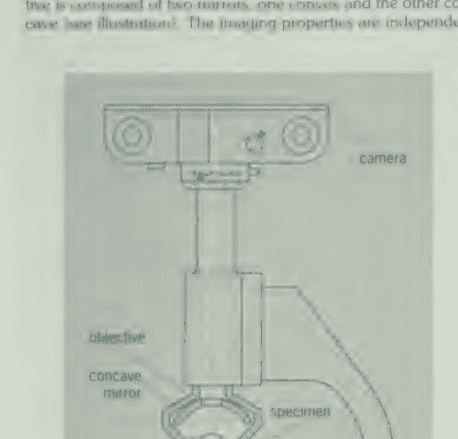 tive is composed of two mirrors, one convex and the other con
cave (see illustration). The imaging properties are independe
camera
objective
concave
mirror
specimen